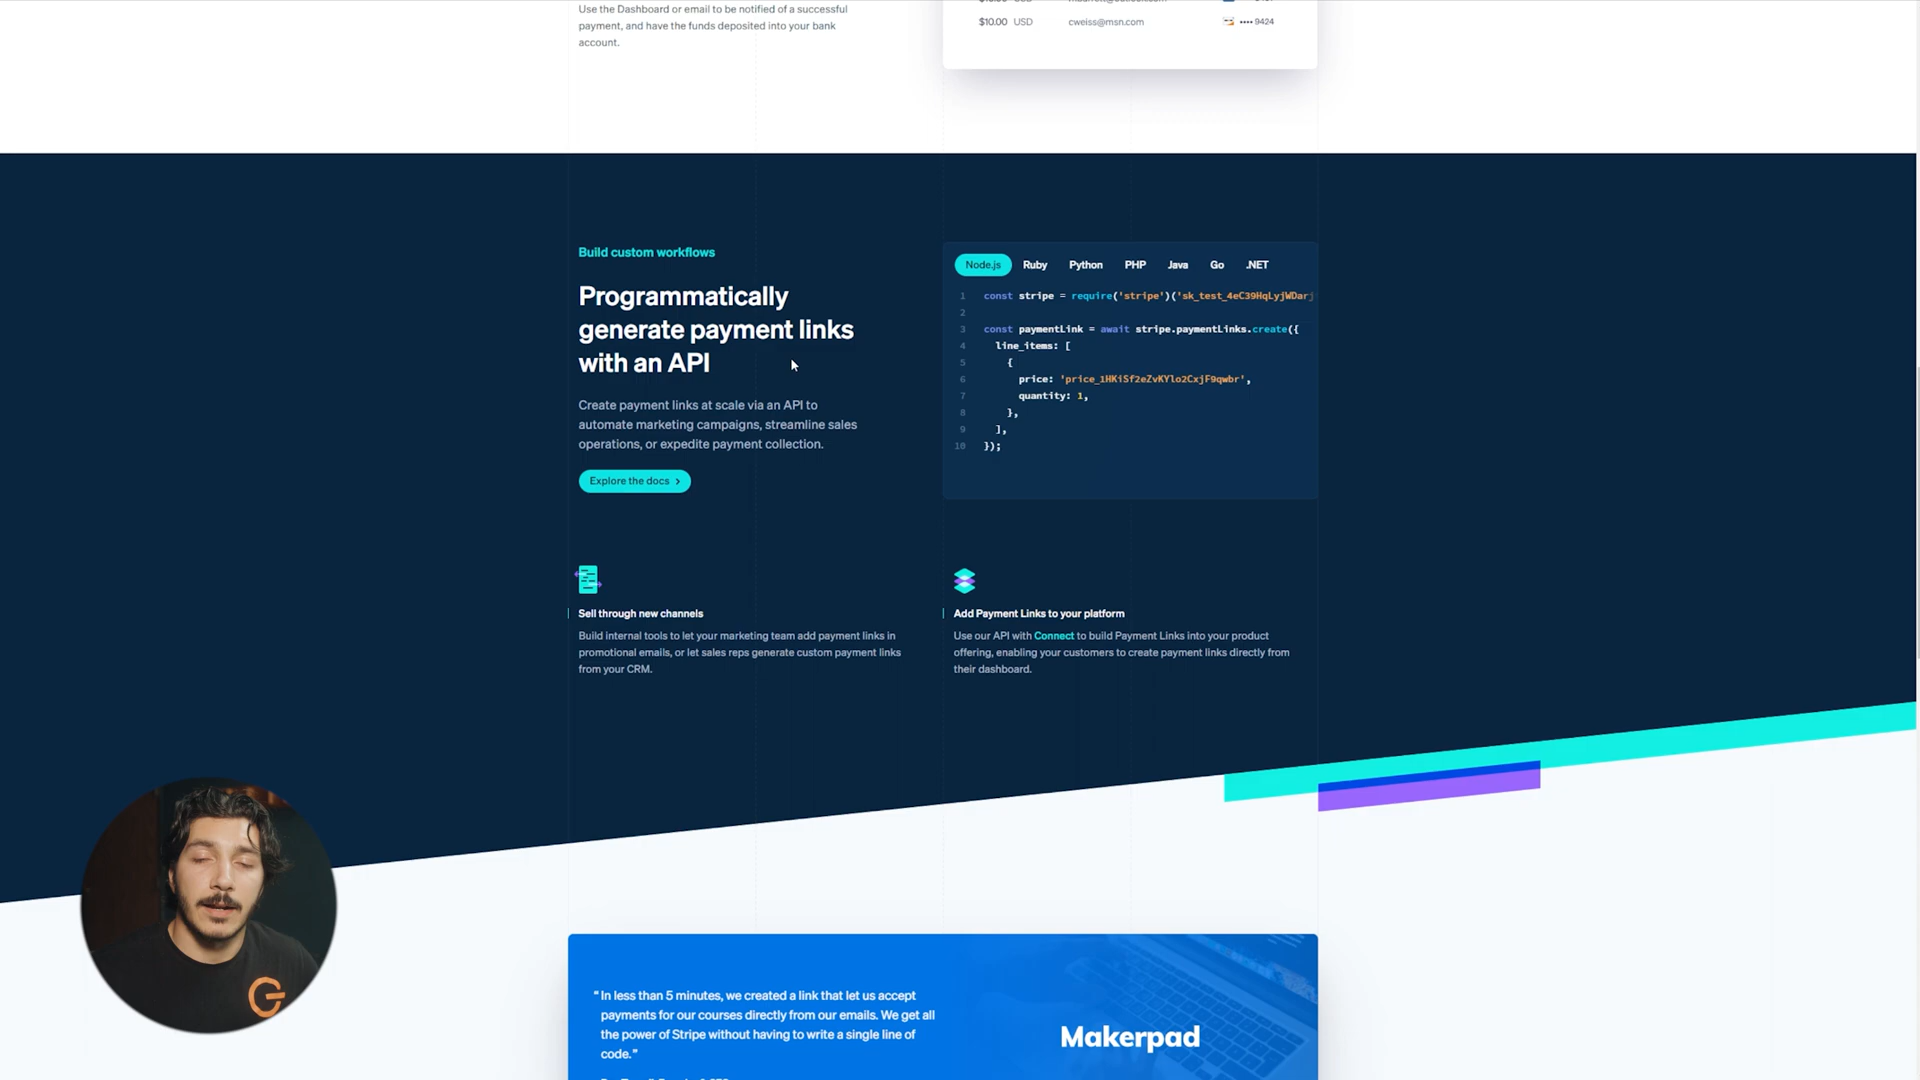 Use the Dashboard or email to be notified of a successful
payment, and have the funds deposited into your bank
account.
$10.00 USD cweiss@msn.com •••• 9424
Build custom workflows
Programmatically
generate payment links
with an API
Create payment links at scale via an API to
automate marketing campaigns, streamline sales
operations, or expedite payment collection.
Explore the docs >
Node.js Ruby Python PHP Java Go .NET
1 const stripe = require('stripe')('sk_test_4eC39HqLyjWDarj
2
3 const paymentLink = await stripe.paymentLinks.create({
4 line_items: [
5 {
6 price: 'price_1HKiSf2eZvKYlo2CxjF9qwbr',
7 quantity: 1,
8 },
9 ],
10 });
Sell through new channels
Build internal tools to let your marketing team add payment links in
promotional emails, or let sales reps generate custom payment links
from your CRM.
Add Payment Links to your platform
Use our API with Connect to build Payment Links into your product
offering, enabling your customers to create payment links directly from
their dashboard.
“In less than 5 minutes, we created a link that let us accept
payments for our courses directly from our emails. We get all
the power of Stripe without having to write a single line of
code.”
Makerpad